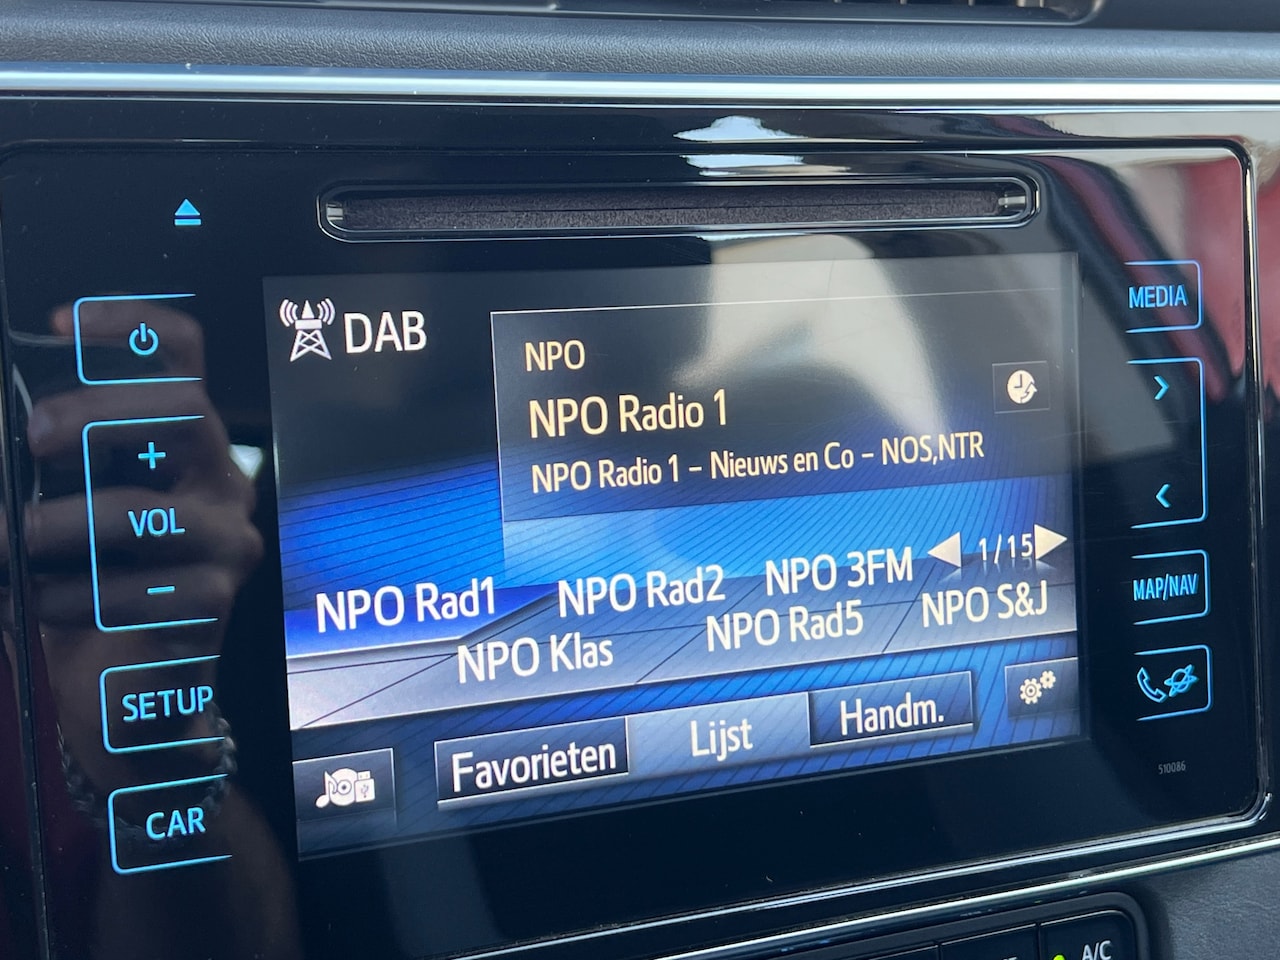 DAB
NPO
NPO Radio 1
NPO Radio 1 – Nieuws en Co – NOS,NTR
1/15
NPO Rad1
NPO Rad2
NPO 3FM
NPO Klas
NPO Rad5
NPO S&J
Favorieten
Lijst
Handm.
+
VOL
–
SETUP
CAR
MEDIA
>
<
MAP/NAV
510086
A/C